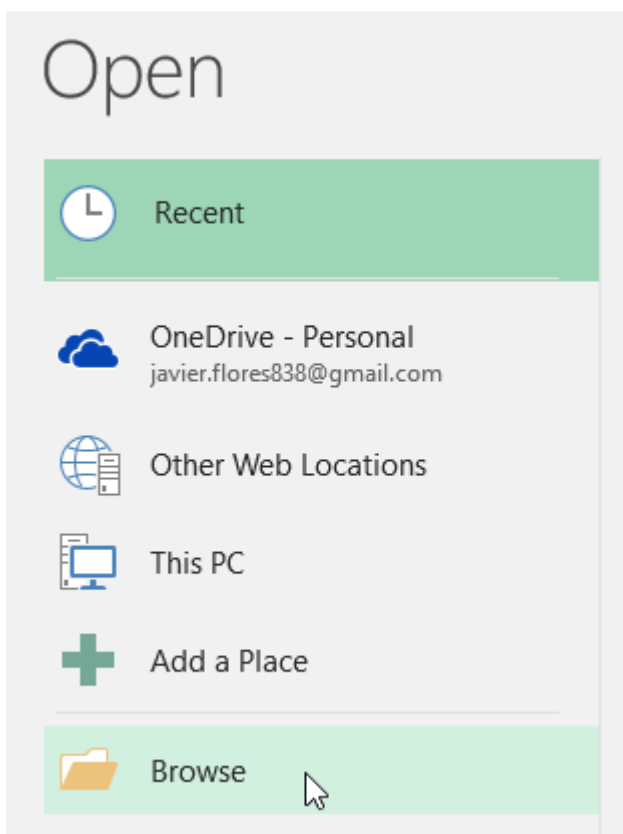 Open
Recent
OneDrive - Personal
javier.flores838@gmail.com
Other Web Locations
This PC
Add a Place
Browse